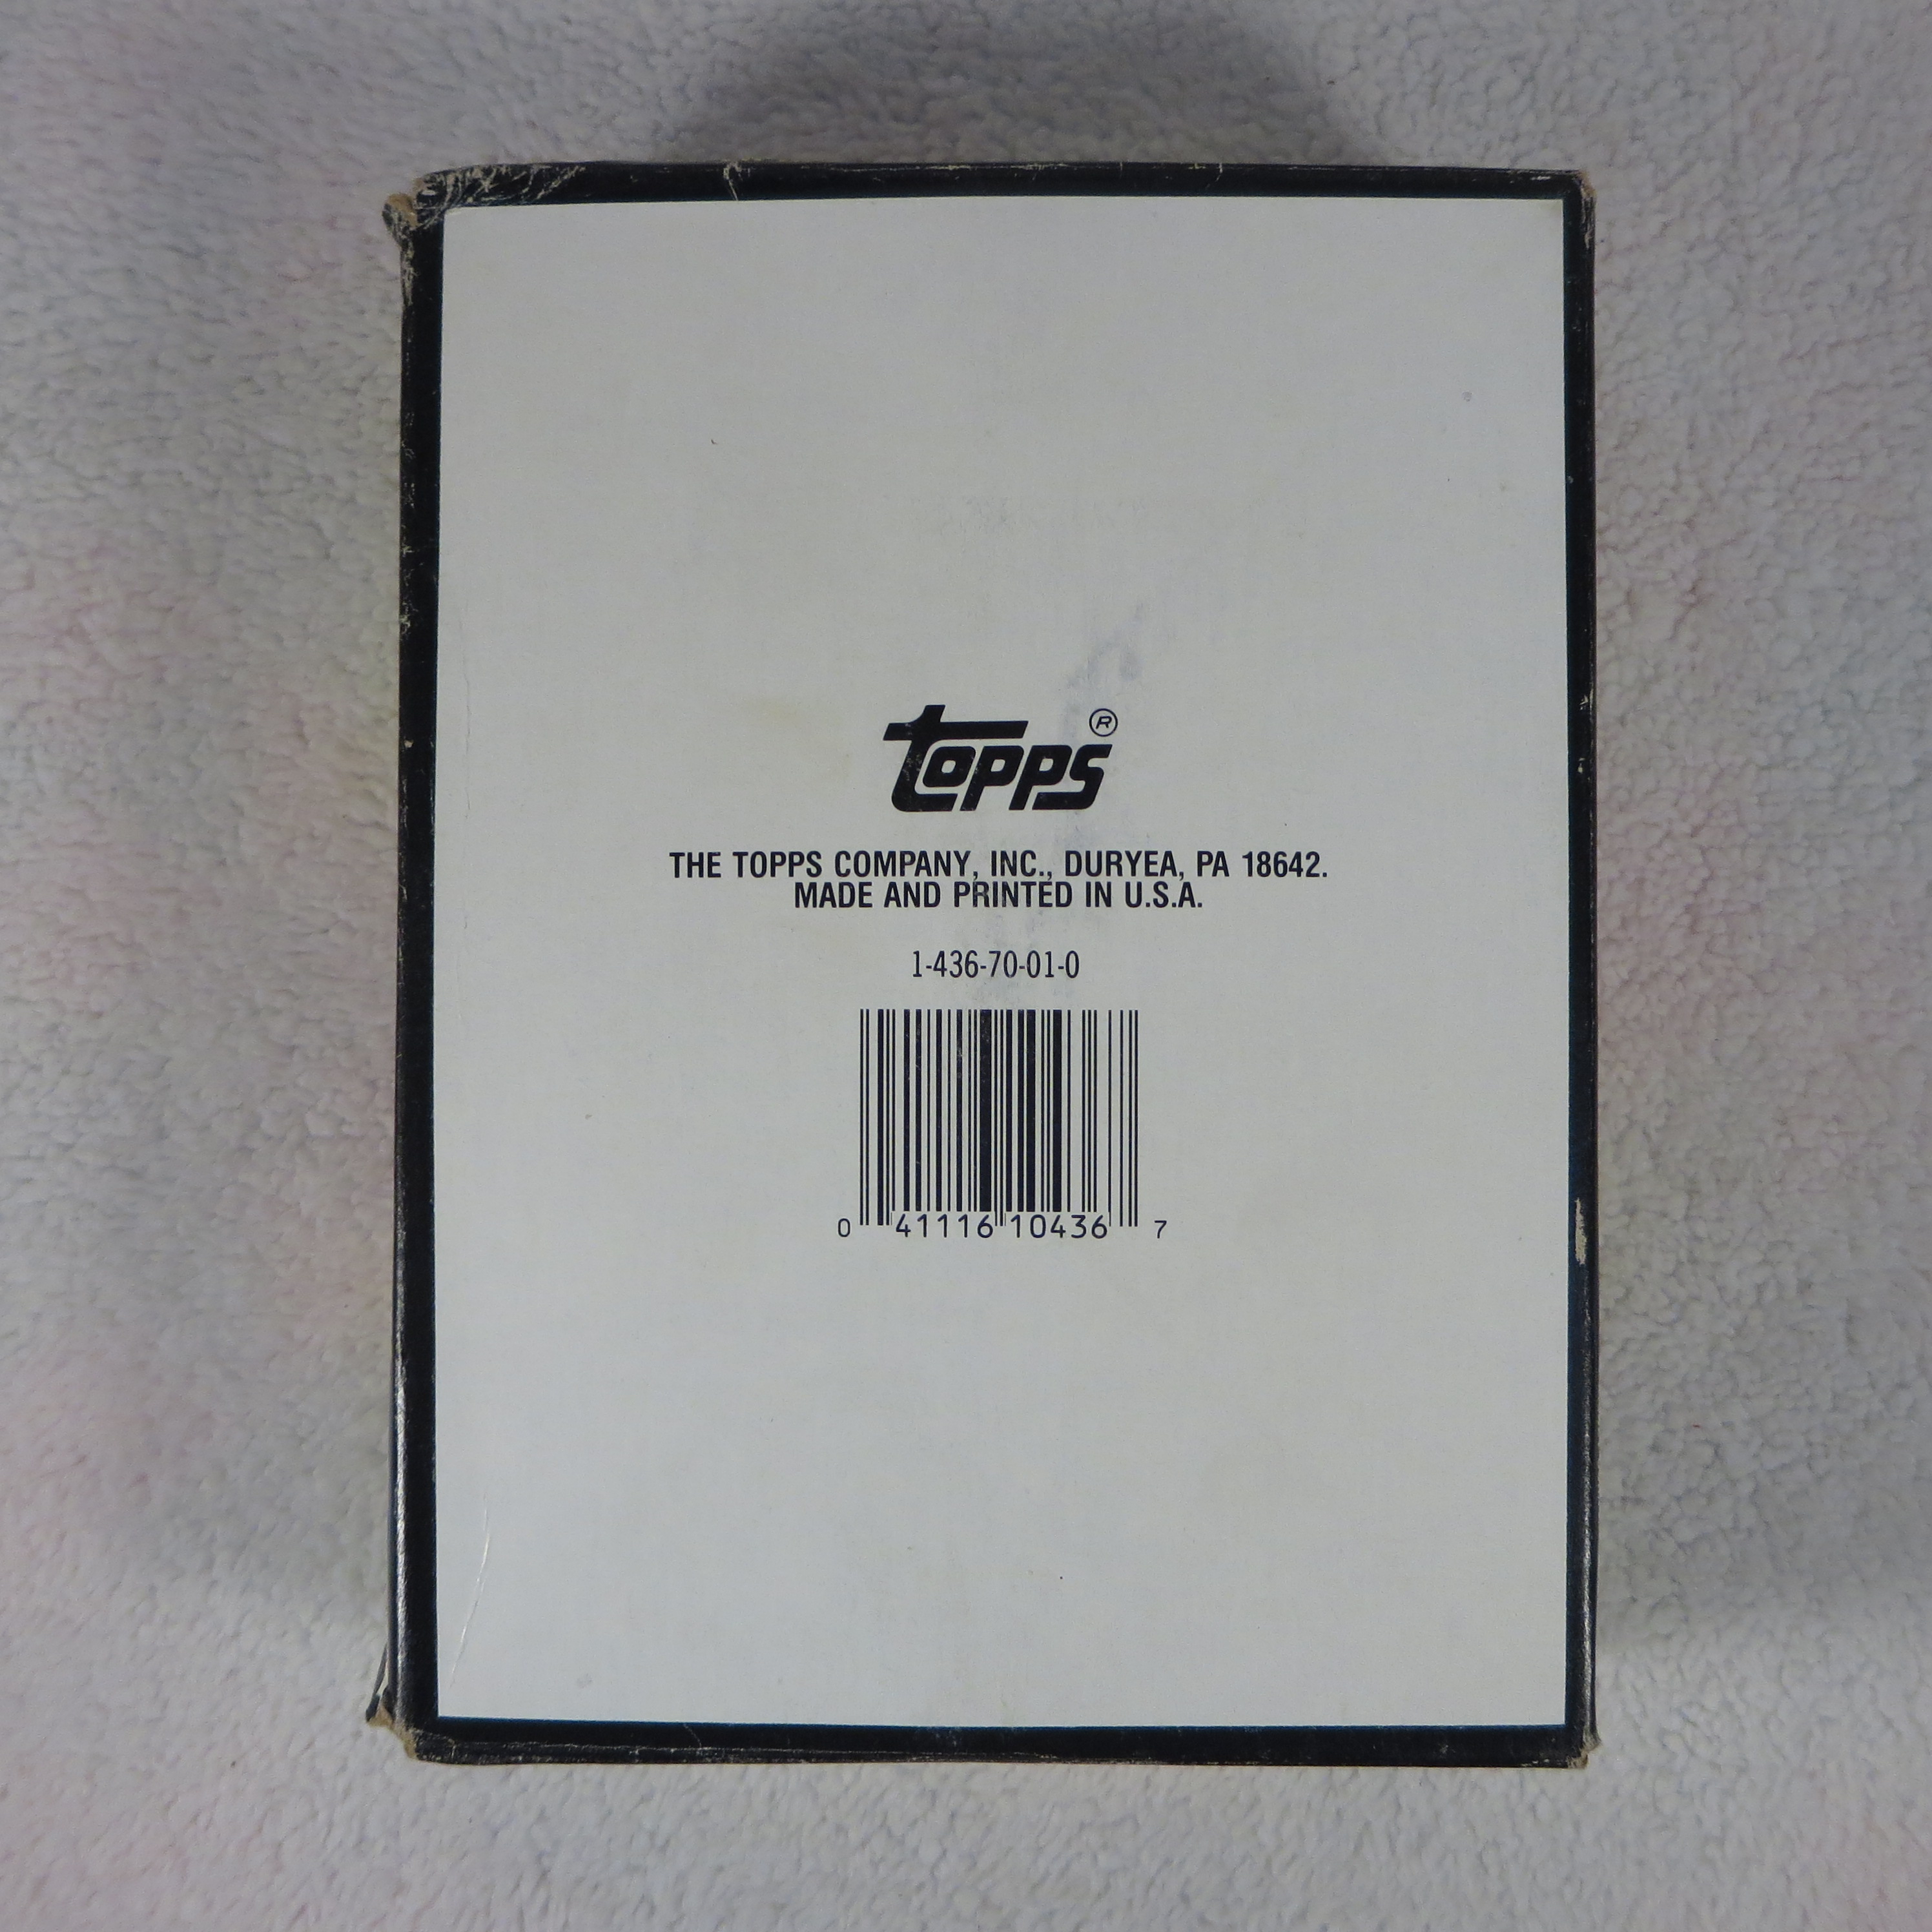 topps®
THE TOPPS COMPANY, INC., DURYEA, PA 18642.
MADE AND PRINTED IN U.S.A.
1-436-70-01-0
0 41116 10436 7